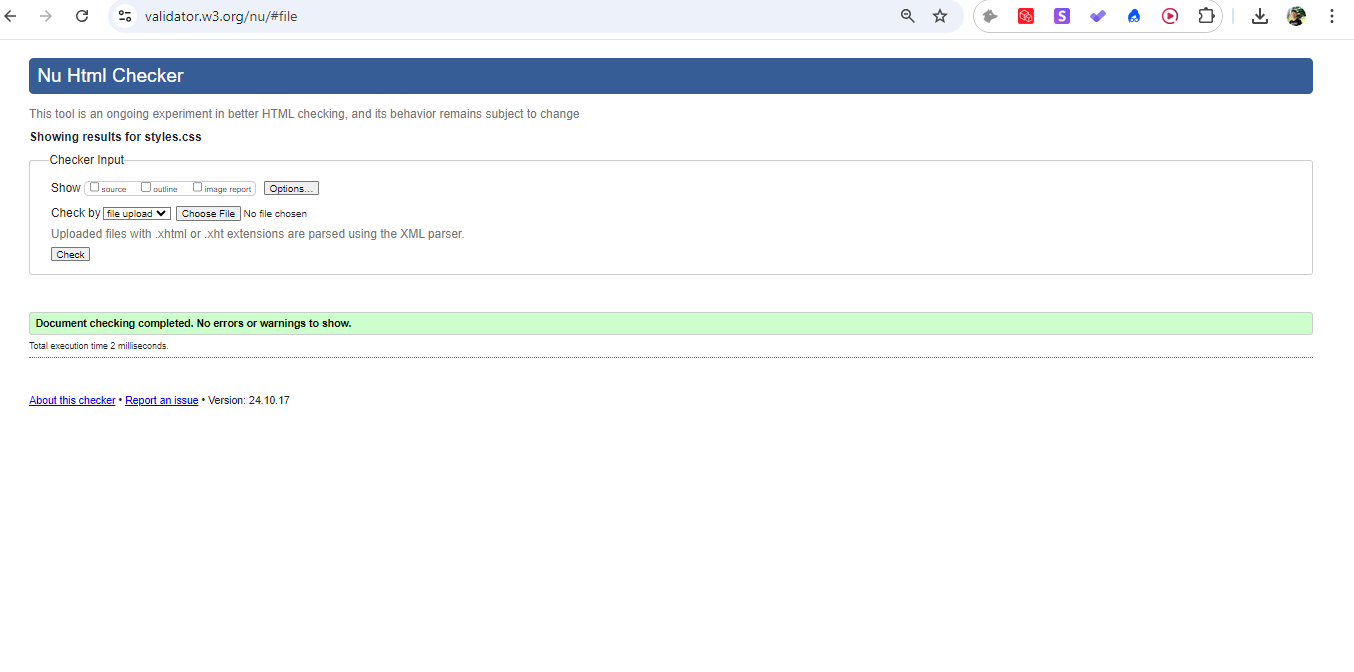 validator.w3.org/nu/#file
S
Nu Html Checker
This tool is an ongoing experiment in better HTML checking, and its behavior remains subject to change
Showing results for styles.css
Checker Input
Show source outline image report Options...
Check by file upload Choose File No file chosen
Uploaded files with .xhtml or .xht extensions are parsed using the XML parser.
Check
Document checking completed. No errors or warnings to show.
Total execution time 2 milliseconds.
About this checker • Report an issue • Version: 24.10.17